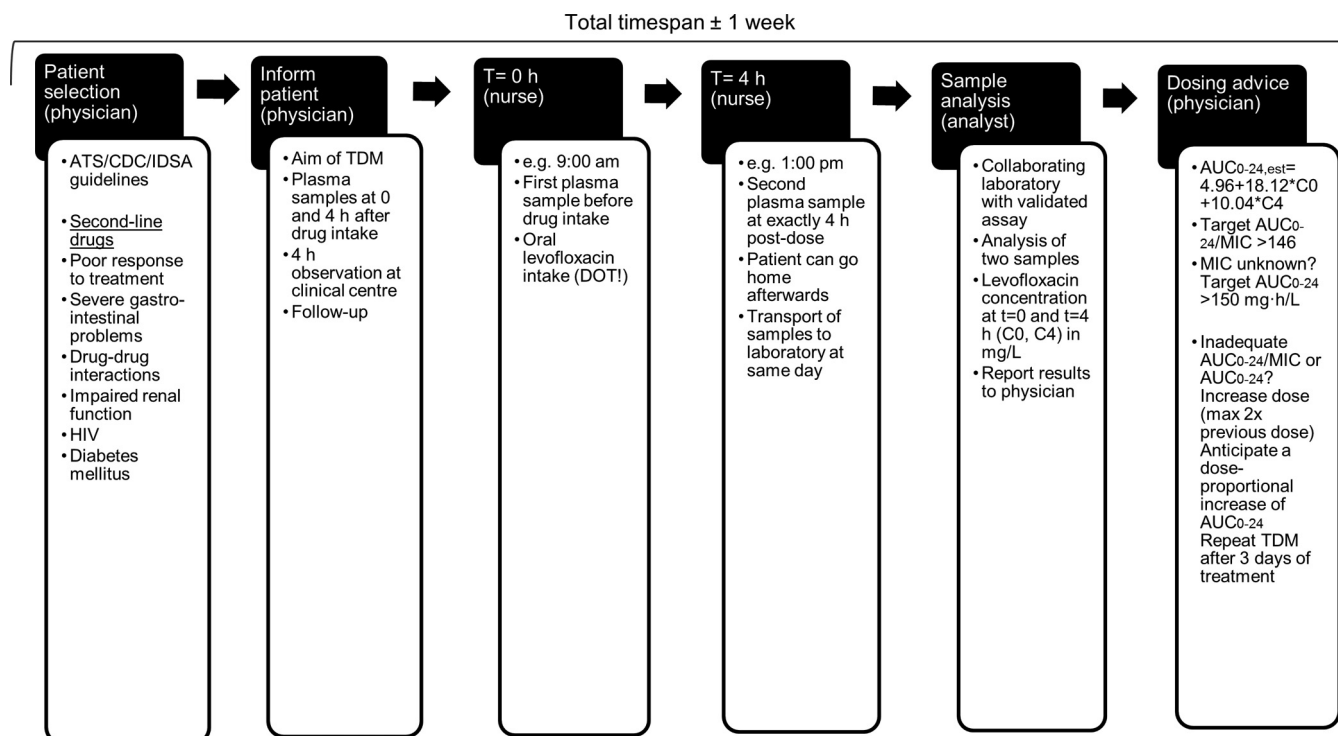 Total timespan ± 1 week
Patient
selection
(physician)
• ATS/CDC/IDSA
guidelines
• Second-line
drugs
• Poor response
to treatment
• Severe gastro-
intestinal
problems
• Drug-drug
interactions
• Impaired renal
function
• HIV
• Diabetes
mellitus
Inform
patient
(physician)
• Aim of TDM
• Plasma
samples at 0
and 4 h after
drug intake
• 4 h
observation at
clinical centre
• Follow-up
T= 0 h
(nurse)
• e.g. 9:00 am
• First plasma
sample before
drug intake
• Oral
levofloxacin
intake (DOT!)
T= 4 h
(nurse)
• e.g. 1:00 pm
• Second
plasma sample
at exactly 4 h
post-dose
• Patient can go
home
afterwards
• Transport of
samples to
laboratory at
same day
Sample
analysis
(analyst)
• Collaborating
laboratory
with validated
assay
• Analysis of
two samples
• Levofloxacin
concentration
at t=0 and t=4
h (C0, C4) in
mg/L
• Report results
to physician
Dosing advice
(physician)
• AUC0-24,est=
4.96+18.12*C0
+10.04*C4
• Target AUC0-
24/MIC >146
• MIC unknown?
Target AUC0-24
>150 mg·h/L
• Inadequate
AUC0-24/MIC or
AUC0-24?
Increase dose
(max 2x
previous dose)
Anticipate a
dose-
proportional
increase of
AUC0-24
Repeat TDM
after 3 days of
treatment